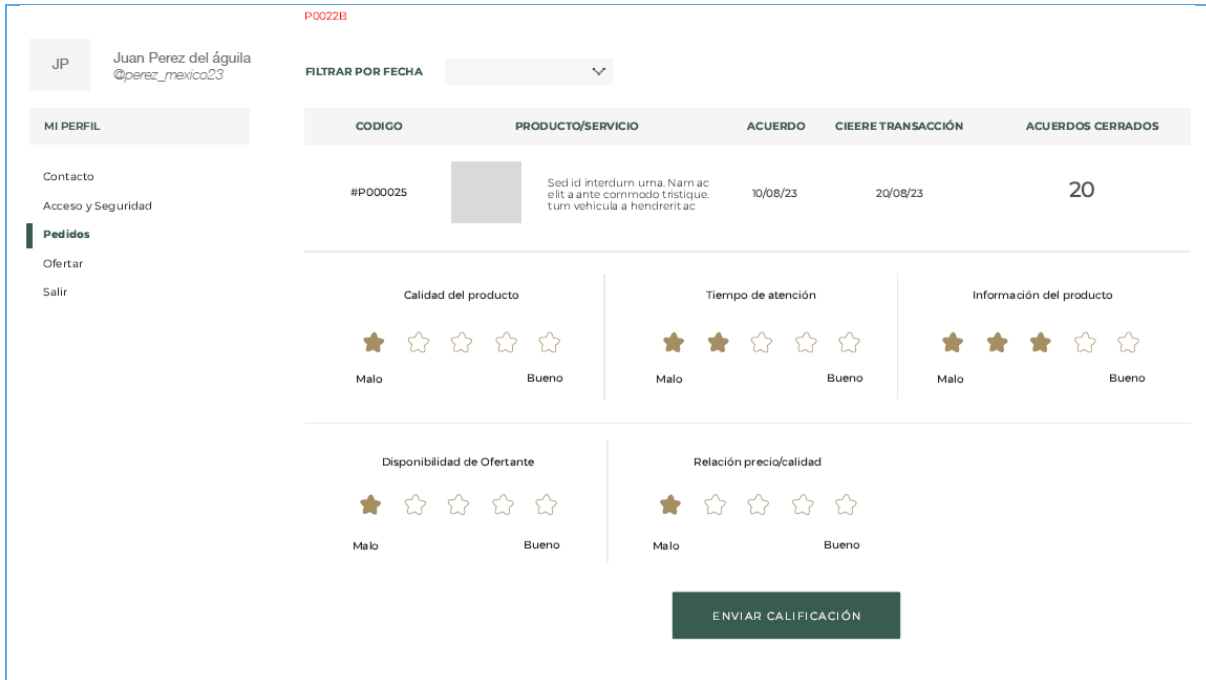 P0022B
JP
Juan Perez del águila
@perez_mexico23
MI PERFIL
Contacto
Acceso y Seguridad
Pedidos
Ofertar
Salir
FILTRAR POR FECHA
CODIGO PRODUCTO/SERVICIO ACUERDO CIEERE TRANSACCIÓN ACUERDOS CERRADOS
#P000025
Sed id interdum urna. Nam ac
elit a ante commodo tristique.
tum vehicula a hendrerit ac
10/08/23
20/08/23
20
Calidad del producto
Malo Bueno
Tiempo de atención
Malo Bueno
Información del producto
Malo Bueno
Disponibilidad de Ofertante
Malo Bueno
Relación precio/calidad
Malo Bueno
ENVIAR CALIFICACIÓN